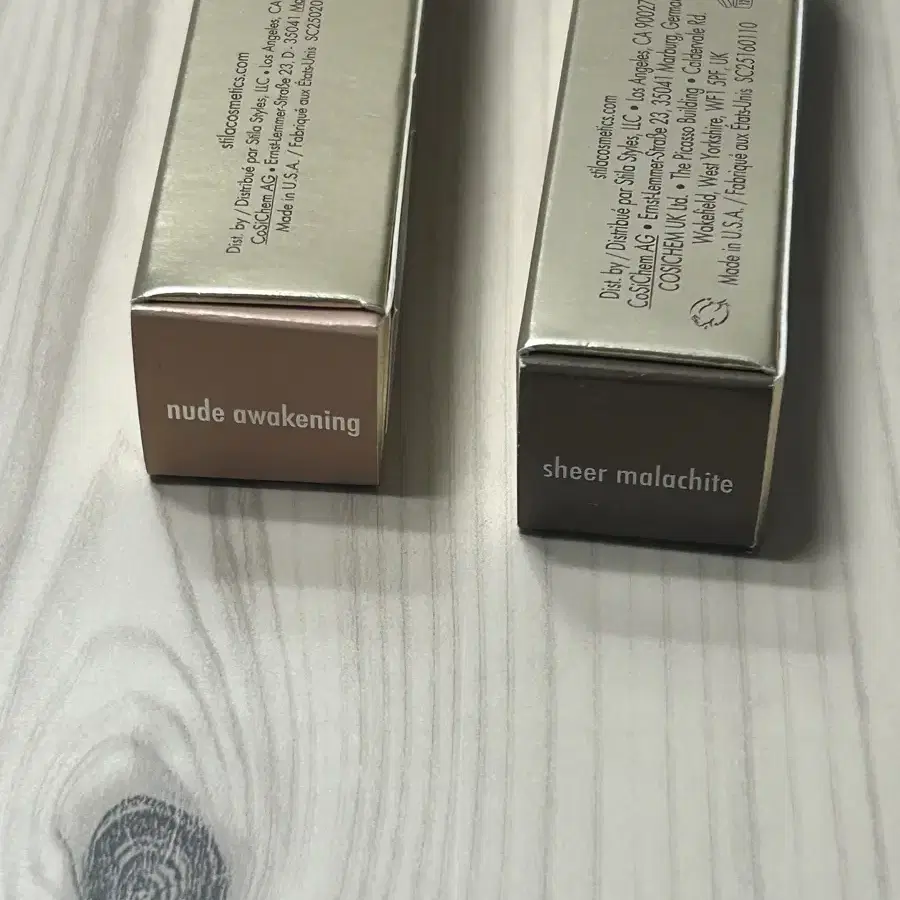 stilacosmetics.com
Dist. by / Distribué par Stila Styles, LLC • Los Angeles, CA
CoSiChem AG • Ernst-Lemmer-Straße 23, D- 35041
Made in U.S.A. / Fabriqué aux États-Unis SC25020
nude awakening
stilacosmetics.com
Dist. by / Distribué par Stila Styles, LLC • Los Angeles, CA 90027
CoSiChem AG • Ernst-Lemmer-Straße 23, 35041 Marburg,
COSICHEM UK Ltd. • The Picasso Building • Caldervale Rd.
Wakefield, West Yorkshire, WF1 5PF, UK
Made in U.S.A. / Fabriqué aux États-Unis SC25160110
sheer malachite